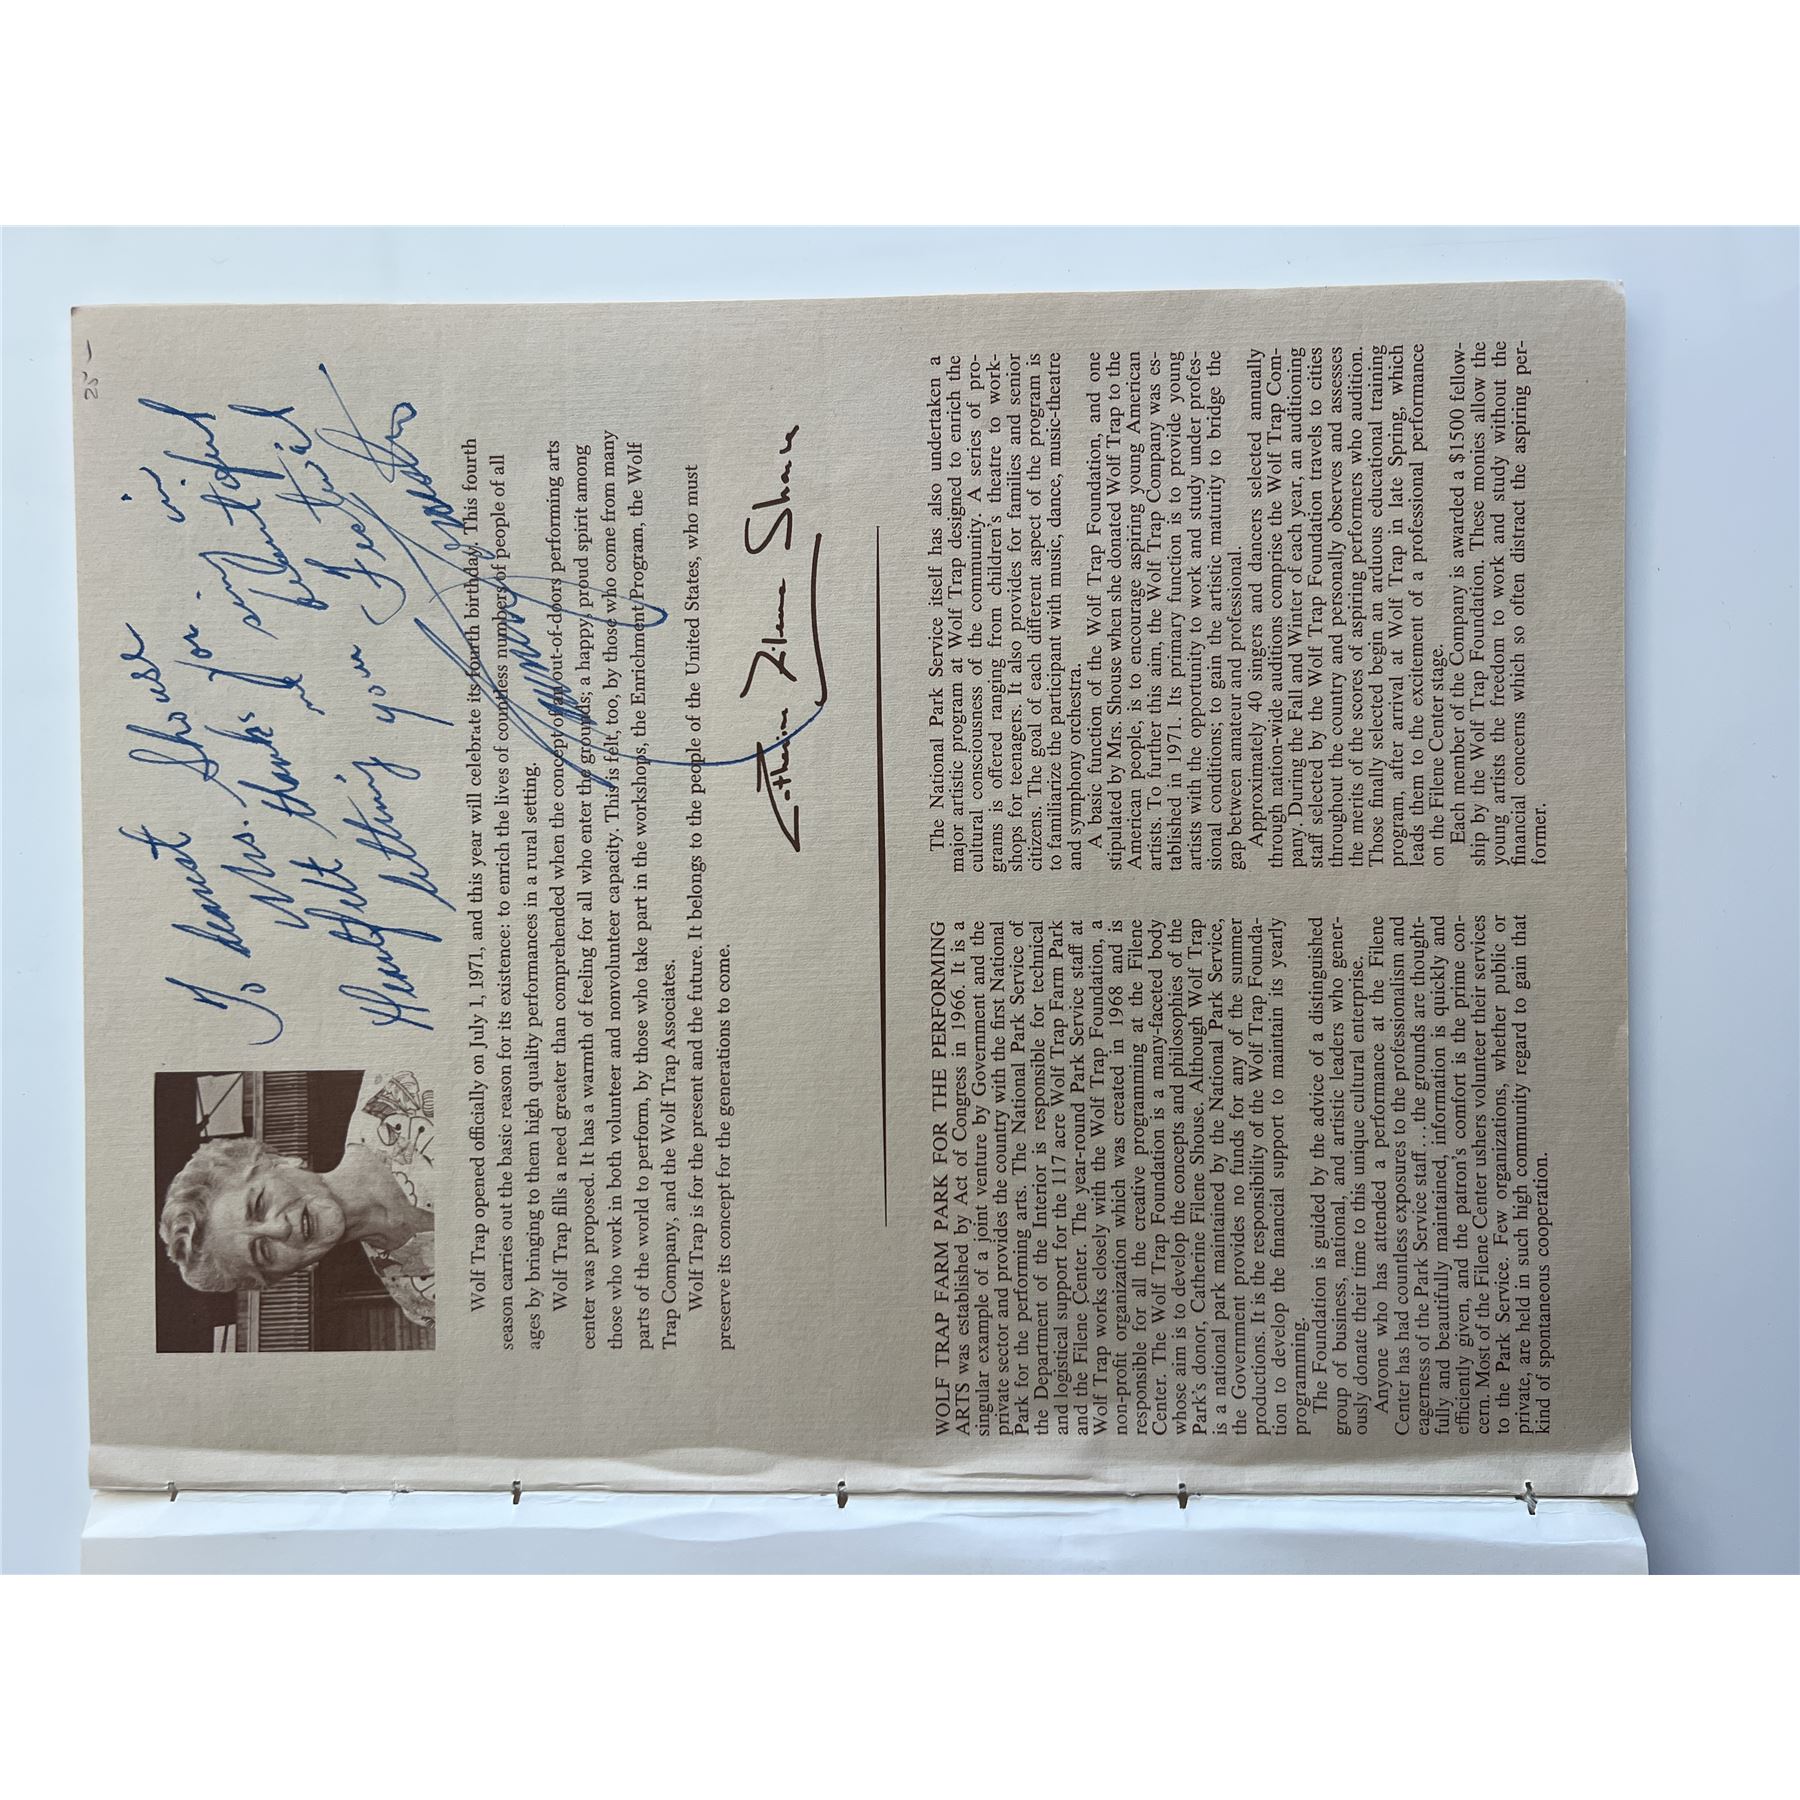 25 –
To dearest
Mrs. Shouse
Heartfelt thanks for
letting me sing in
your beautiful
Festival
Wolf Trap opened officially on July 1, 1971, and this year will celebrate its fourth birthday. This fourth
season carries out the basic reason for its existence: to enrich the lives of countless numbers of people of all
ages by bringing to them high quality performances in a rural setting.
Wolf Trap fills a need greater than comprehended when the concept of an out-of-doors performing arts
center was proposed. It has a warmth of feeling for all who enter the grounds; a happy, proud spirit among
those who work in both volunteer and nonvolunteer capacity. This is felt, too, by those who come from many
parts of the world to perform, by those who take part in the workshops, the Enrichment Program, the Wolf
Trap Company, and the Wolf Trap Associates.
Wolf Trap is for the present and the future. It belongs to the people of the United States, who must
preserve its concept for the generations to come.
Catherine Filene Shouse
WOLF TRAP FARM PARK FOR THE PERFORMING
ARTS was established by Act of Congress in 1966. It is a
singular example of a joint venture by Government and the
private sector and provides the country with the first National
Park for the performing arts. The National Park Service of
the Department of the Interior is responsible for technical
and logistical support for the 117 acre Wolf Trap Farm Park
and the Filene Center. The year-round Park Service staff at
Wolf Trap works closely with the Wolf Trap Foundation, a
non-profit organization which was created in 1968 and is
responsible for all the creative programming at the Filene
Center. The Wolf Trap Foundation is a many-faceted body
whose aim is to develop the concepts and philosophies of the
Park's donor, Catherine Filene Shouse. Although Wolf Trap
is a national park maintained by the National Park Service,
the Government provides no funds for any of the summer
productions. It is the responsibility of the Wolf Trap Founda-
tion to develop the financial support to maintain its yearly
programming.
The Foundation is guided by the advice of a distinguished
group of business, national, and artistic leaders who gener-
ously donate their time to this unique cultural enterprise.
Anyone who has attended a performance at the Filene
Center has had countless exposures to the professionalism and
eagerness of the Park Service staff... the grounds are thought-
fully and beautifully maintained, information is quickly and
efficiently given, and the patron's comfort is the prime con-
cern. Most of the Filene Center ushers volunteer their services
to the Park Service. Few organizations, whether public or
private, are held in such high community regard to gain that
kind of spontaneous cooperation.
The National Park Service itself has also undertaken a
major artistic program at Wolf Trap designed to enrich the
cultural consciousness of the community. A series of pro-
grams is offered ranging from children's theatre to work-
shops for teenagers. It also provides for families and senior
citizens. The goal of each different aspect of the program is
to familiarize the participant with music, dance, music-theatre
and symphony orchestra.
A basic function of the Wolf Trap Foundation, and one
stipulated by Mrs. Shouse when she donated Wolf Trap to the
American people, is to encourage aspiring young American
artists. To further this aim, the Wolf Trap Company was es-
tablished in 1971. Its primary function is to provide young
artists with the opportunity to work and study under profes-
sional conditions; to gain the artistic maturity to bridge the
gap between amateur and professional.
Approximately 40 singers and dancers selected annually
through nation-wide auditions comprise the Wolf Trap Com-
pany. During the Fall and Winter of each year, an auditioning
staff selected by the Wolf Trap Foundation travels to cities
throughout the country and personally observes and assesses
the merits of the scores of aspiring performers who audition.
Those finally selected begin an arduous educational training
program, after arrival at Wolf Trap in late Spring, which
leads them to the excitement of a professional performance
on the Filene Center stage.
Each member of the Company is awarded a $1500 fellow-
ship by the Wolf Trap Foundation. These monies allow the
young artists the freedom to work and study without the
financial concerns which so often distract the aspiring per-
former.